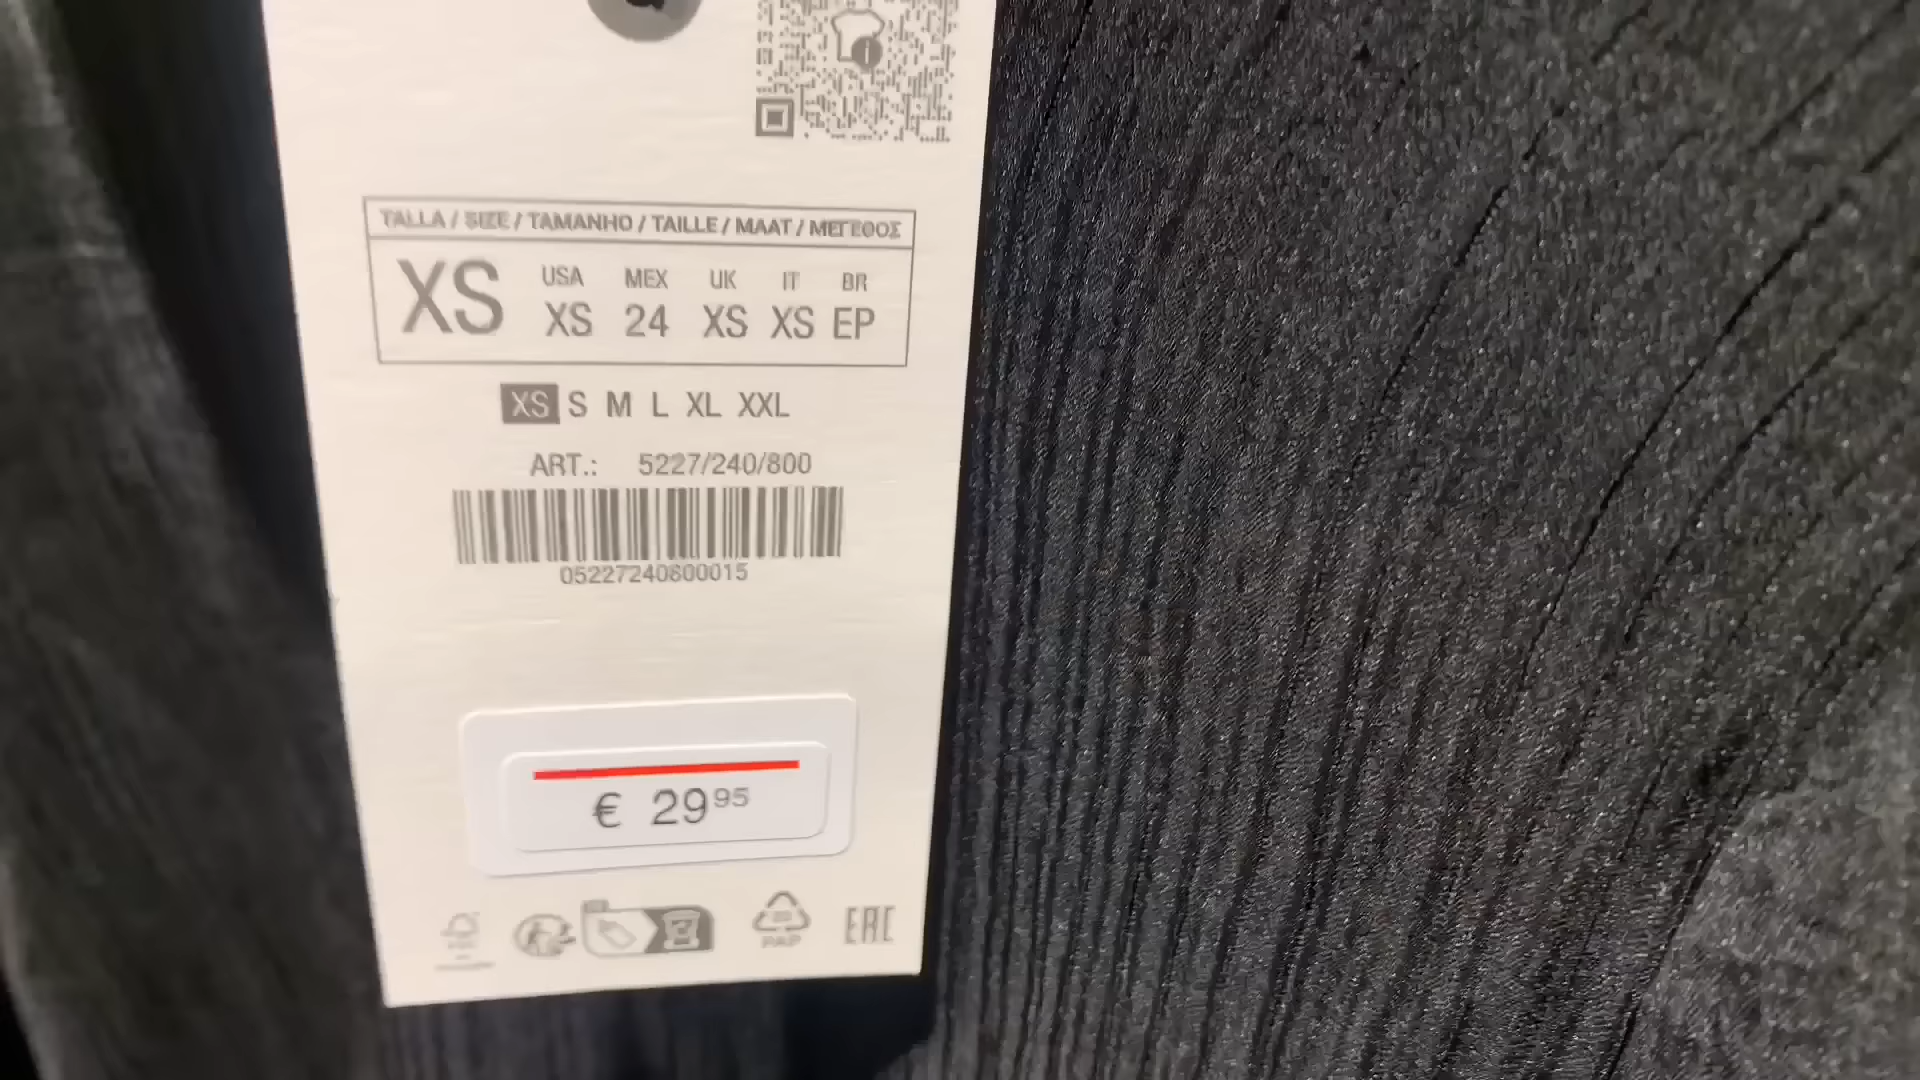 TALLA / SIZE / TAMANHO / TAILLE / MAAT / ΜΕΓΕΘΟΣ
XS
USA MEX UK IT BR
XS 24 XS XS EP
XS S M L XL XXL
ART.: 5227/240/800
05227240800015
€ 29 95
PAP
EAC